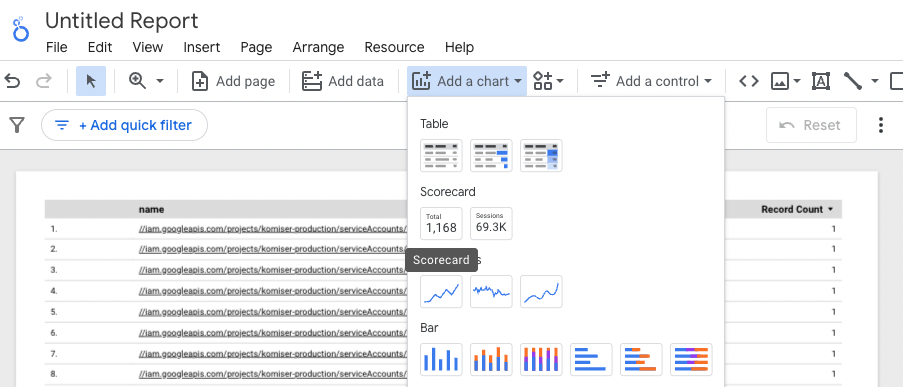 Untitled Report
File Edit View Insert Page Arrange Resource Help
Add page Add data Add a chart Add a control
+ Add quick filter Reset
Table
Scorecard
Total 1,168 Sessions 69.3K
Scorecard s
Bar
name Record Count
1. //iam.googleapis.com/projects/komiser-production/serviceAccounts/ 1
2. //iam.googleapis.com/projects/komiser-production/serviceAccounts/ 1
3. //iam.googleapis.com/projects/komiser-production/serviceAccounts/ 1
4. //iam.googleapis.com/projects/komiser-production/serviceAccounts/ 1
5. //iam.googleapis.com/projects/komiser-production/serviceAccounts/ 1
6. //iam.googleapis.com/projects/komiser-production/serviceAccounts/ 1
7. //iam.googleapis.com/projects/komiser-production/serviceAccounts/ 1
8. //iam.googleapis.com/projects/komiser-production/serviceAccounts/ 1